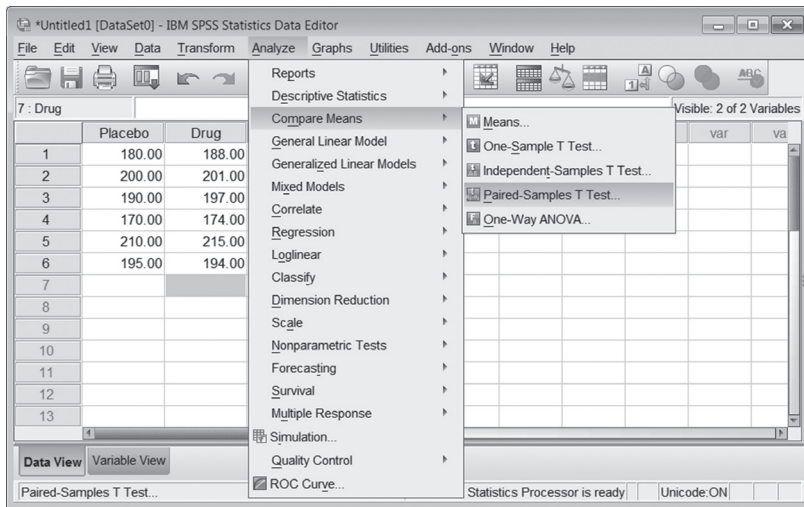 *Untitled1 [DataSet0] - IBM SPSS Statistics Data Editor
File Edit View Data Transform Analyze Graphs Utilities Add-ons Window Help
7 : Drug
Visible: 2 of 2 Variables
Placebo Drug var va
1 180.00 188.00
2 200.00 201.00
3 190.00 197.00
4 170.00 174.00
5 210.00 215.00
6 195.00 194.00
7
8
9
10
11
12
13
Reports
Descriptive Statistics
Compare Means
General Linear Model
Generalized Linear Models
Mixed Models
Correlate
Regression
Loglinear
Classify
Dimension Reduction
Scale
Nonparametric Tests
Forecasting
Survival
Multiple Response
Simulation...
Quality Control
ROC Curve...
Means...
One-Sample T Test...
Independent-Samples T Test...
Paired-Samples T Test...
One-Way ANOVA...
Data View Variable View
Paired-Samples T Test... Statistics Processor is ready Unicode:ON